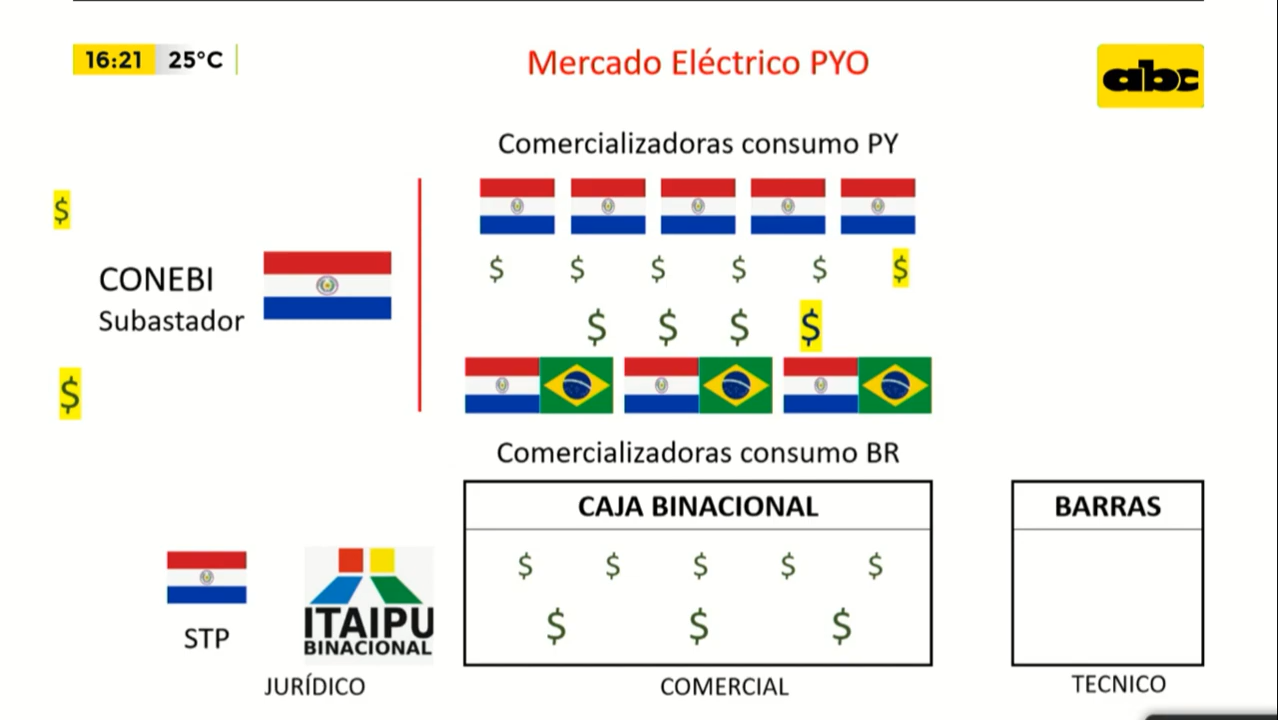 16:21 25°C
Mercado Eléctrico PYO
abc
Comercializadoras consumo PY
$
$ $ $ $ $ $
CONEBI
Subastador
$ $ $ $
$
Comercializadoras consumo BR
CAJA BINACIONAL
BARRAS
$ $ $ $ $
$ $ $
STP
ITAIPU
BINACIONAL
JURÍDICO
COMERCIAL
TECNICO